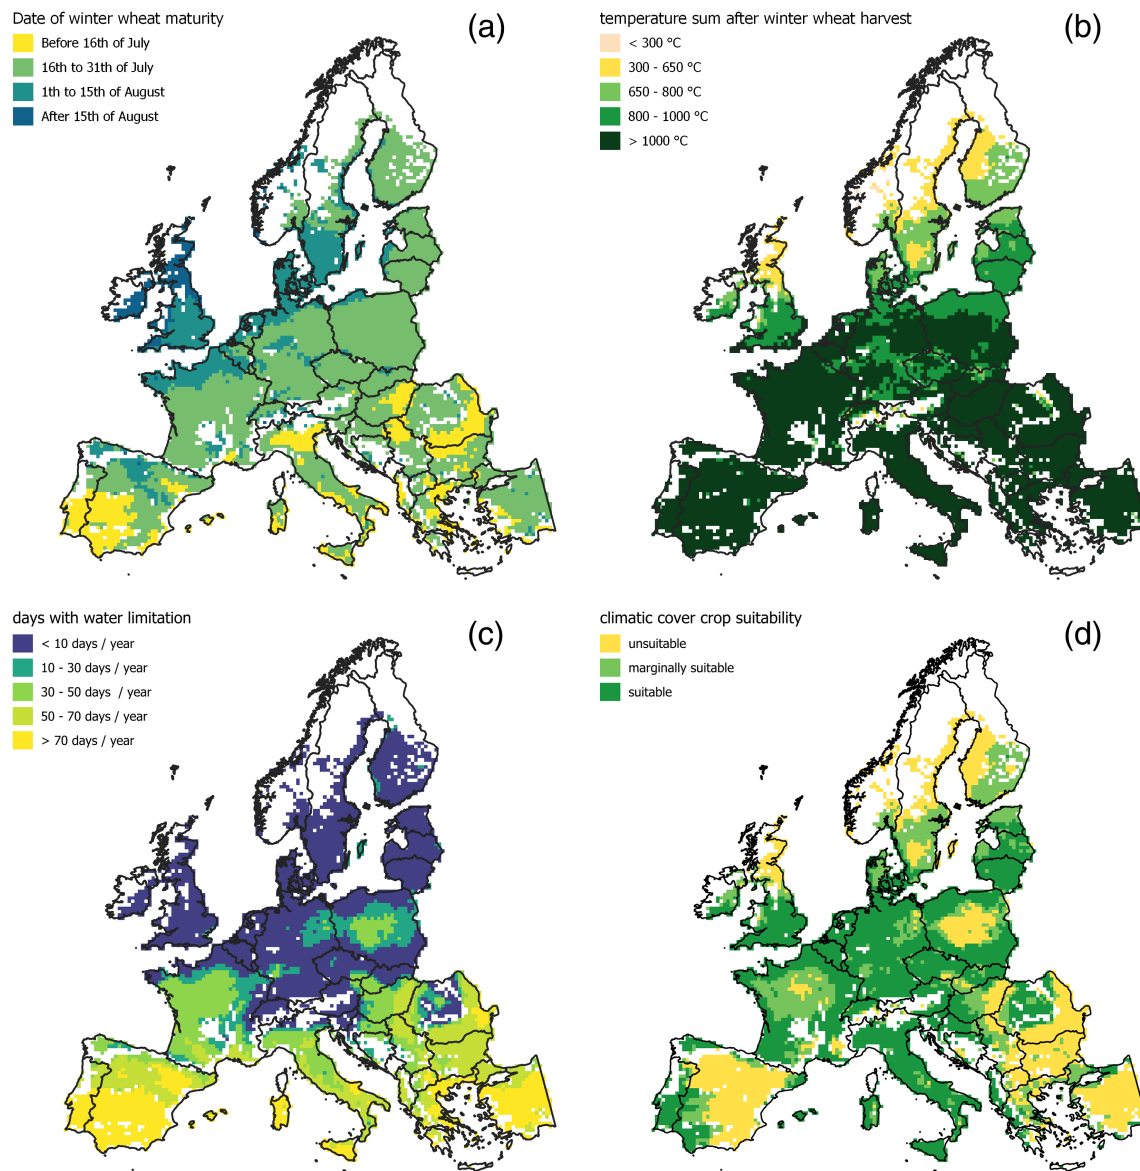 Date of winter wheat maturity
(a)
Before 16th of July
16th to 31th of July
1th to 15th of August
After 15th of August
temperature sum after winter wheat harvest
(b)
< 300 °C
300 - 650 °C
650 - 800 °C
800 - 1000 °C
> 1000 °C
days with water limitation
(c)
< 10 days / year
10 - 30 days / year
30 - 50 days / year
50 - 70 days / year
> 70 days / year
climatic cover crop suitability
(d)
unsuitable
marginally suitable
suitable